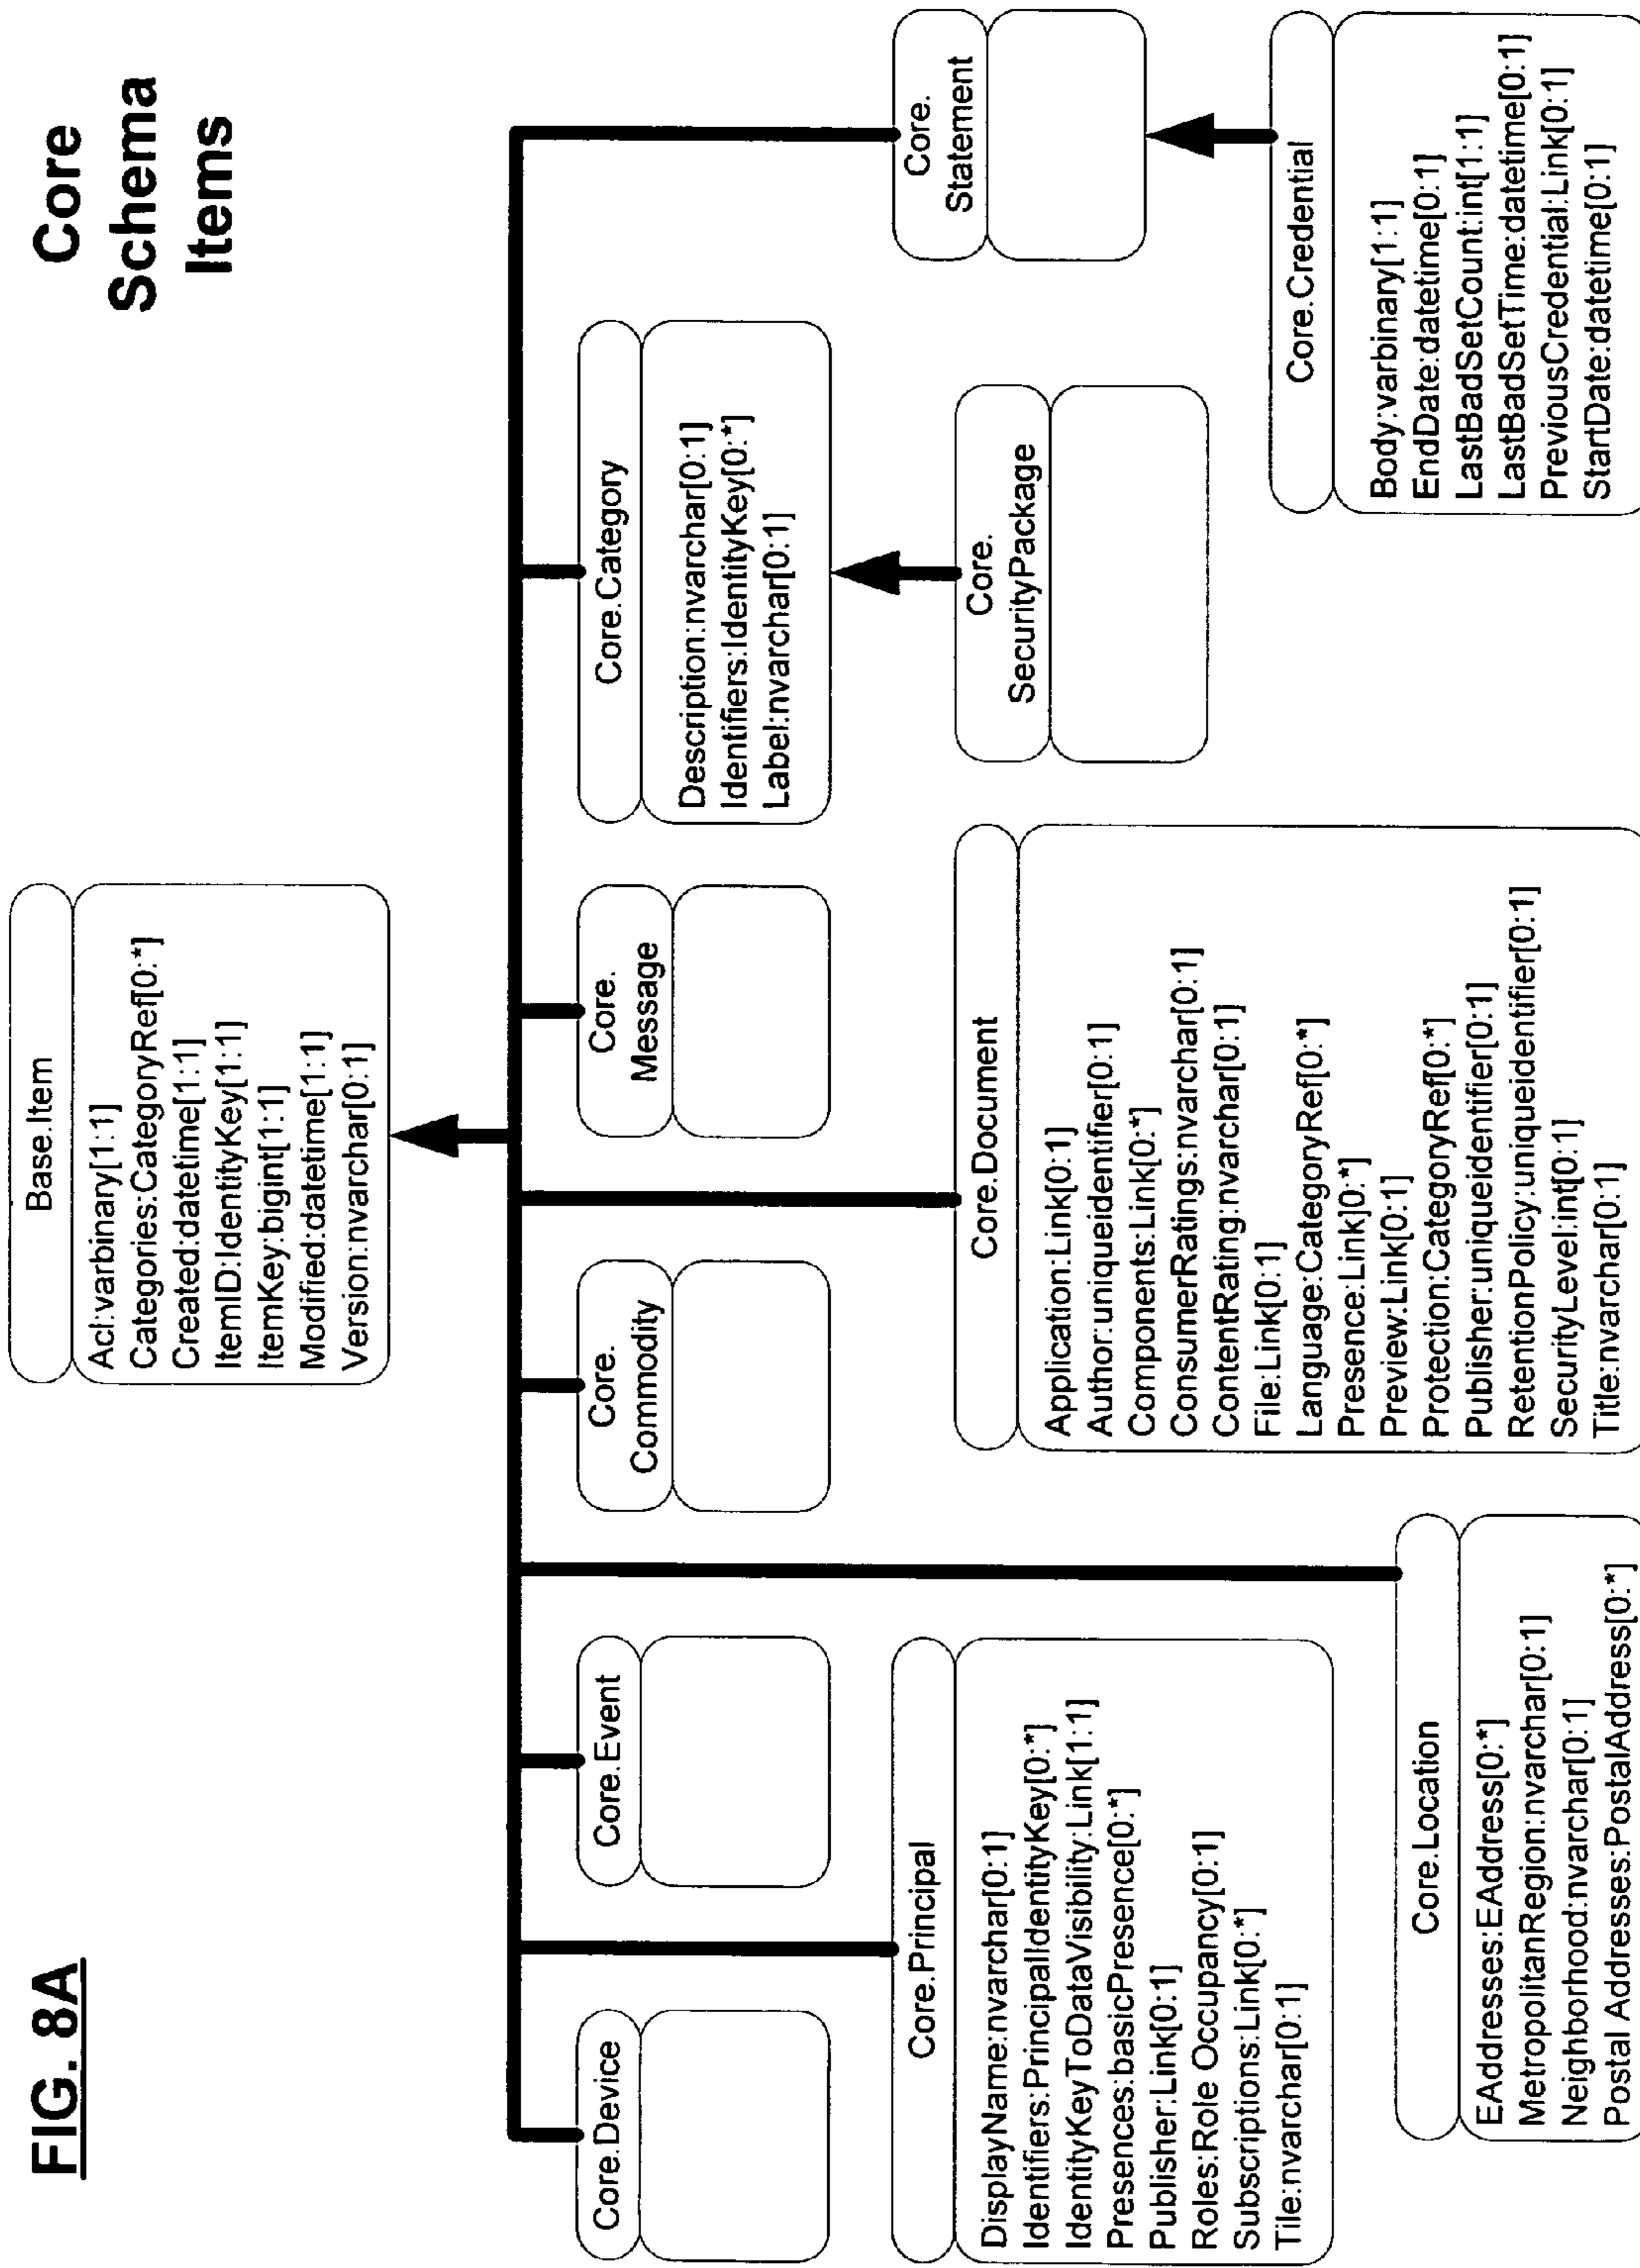 FIG. 8A
Core
Schema
Items
Base.Item
Acl:varbinary[1:1]
Categories:CategoryRef[0:*]
Created:datetime[1:1]
ItemID:IdentityKey[1:1]
ItemKey:bigint[1:1]
Modified:datetime[1:1]
Version:nvarchar[0:1]
Core.Device
Core.Event
Core.
Commodity
Core.
Message
Core.Category
Description:nvarchar[0:1]
Identifiers:IdentityKey[0:*]
Label:nvarchar[0:1]
Core.Principal
DisplayName:nvarchar[0:1]
Identifiers:PrincipalIdentityKey[0:*]
IdentityKeyToDataVisibility:Link[1:1]
Presences:basicPresence[0:*]
Publisher:Link[0:1]
Roles:Role Occupancy[0:1]
Subscriptions:Link[0:*]
Tile:nvarchar[0:1]
Core.
Statement
Core.Document
Application:Link[0:1]
Author:uniqueidentifier[0:1]
Components:Link[0:*]
ConsumerRatings:nvarchar[0:1]
ContentRating:nvarchar[0:1]
File:Link[0:1]
Language:CategoryRef[0:*]
Presence:Link]0:*]
Preview:Link[0:1]
Protection:CategoryRef[0:*]
Publisher:uniqueidentifier[0:1]
RetentionPolicy:uniqueidentifier[0:1]
SecurityLevel:int[0:1]
Title:nvarchar[0:1]
Core.
SecurityPackage
Core.Location
EAddresses:EAddress[0:*]
MetropolitanRegion:nvarchar[0:1]
Neighborhood:nvarchar[0:1]
Postal Addresses:PostalAddress[0:*]
Core.Credential
Body:varbinary[1:1]
EndDate:datetime[0:1]
LastBadSetCount:int[1:1]
LastBadSetTime:datetime[0:1]
PreviousCredential:Link[0:1]
StartDate:datetime[0:1]